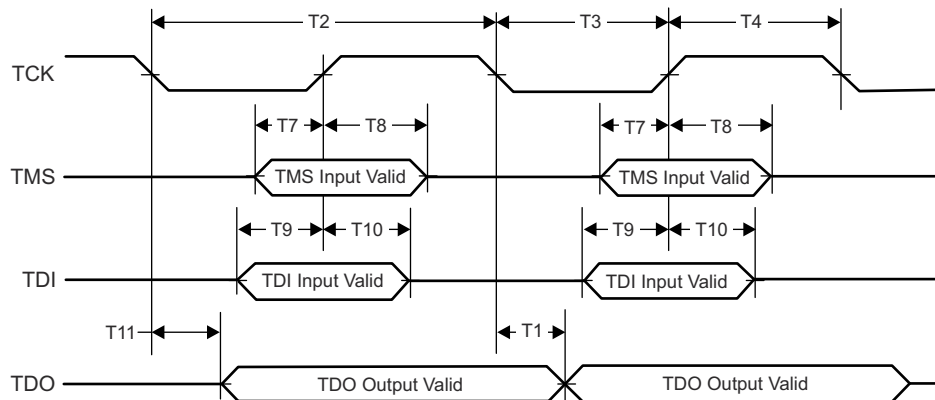 T2 T3 T4
TCK
T7 T8 T7 T8
TMS TMS Input Valid TMS Input Valid
T9 T10 T9 T10
TDI TDI Input Valid TDI Input Valid
T11 T1
TDO TDO Output Valid TDO Output Valid